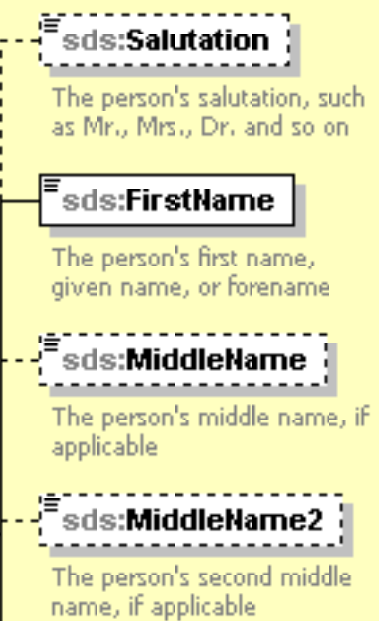 sds:Salutation
The person's salutation, such
as Mr., Mrs., Dr. and so on
sds:FirstName
The person's first name,
given name, or forename
sds:MiddleName
The person's middle name, if
applicable
sds:MiddleName2
The person's second middle
name, if applicable